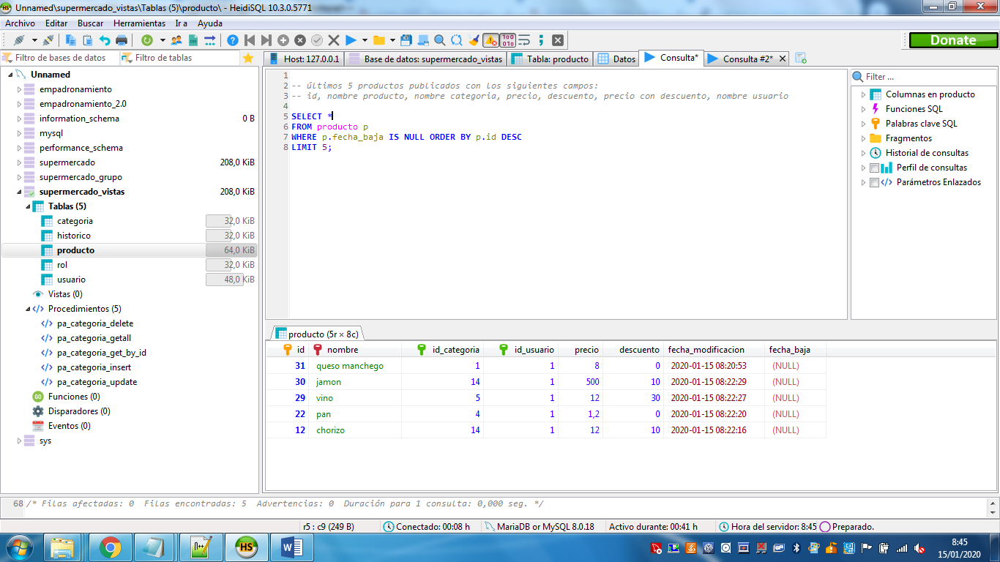 Unnamed\supermercado_vistas\Tablas (5)\producto\ - HeidiSQL 10.3.0.5771
Archivo Editar Buscar Herramientas Ir a Ayuda
Donate
Filtro de bases de datos Filtro de tablas
Host: 127.0.0.1 Base de datos: supermercado_vistas Tabla: producto Datos Consulta* Consulta #2*
Unnamed
empadronamiento
empadronamiento_2.0
information_schema 0 B
mysql
performance_schema
supermercado 208,0 KiB
supermercado_grupo
supermercado_vistas 208,0 KiB
Tablas (5)
categoria 32,0 KiB
historico 32,0 KiB
producto 64,0 KiB
rol 32,0 KiB
usuario 48,0 KiB
Vistas (0)
Procedimientos (5)
pa_categoria_delete
pa_categoria_getall
pa_categoria_get_by_id
pa_categoria_insert
pa_categoria_update
Funciones (0)
Disparadores (0)
Eventos (0)
sys
1
2 -- últimos 5 productos publicados con los siguientes campos:
3 -- id, nombre producto, nombre categoria, precio, descuento, precio con descuento, nombre usuario
4
5 SELECT *
6 FROM producto p
7 WHERE p.fecha_baja IS NULL ORDER BY p.id DESC
8 LIMIT 5;
Filter ...
Columnas en producto
Funciones SQL
Palabras clave SQL
Fragmentos
Historial de consultas
Perfil de consultas
Parámetros Enlazados
producto (5r × 8c)
id nombre id_categoria id_usuario precio descuento fecha_modificacion fecha_baja
31 queso manchego 1 1 8 0 2020-01-15 08:20:53 (NULL)
30 jamon 14 1 500 10 2020-01-15 08:22:29 (NULL)
29 vino 5 1 12 30 2020-01-15 08:22:27 (NULL)
22 pan 4 1 1,2 0 2020-01-15 08:22:20 (NULL)
12 chorizo 14 1 12 10 2020-01-15 08:22:16 (NULL)
68 /* Filas afectadas: 0 Filas encontradas: 5 Advertencias: 0 Duración para 1 consulta: 0,000 seg. */
r5 : c9 (249 B) Conectado: 00:08 h MariaDB or MySQL 8.0.18 Activo durante: 00:41 h Hora del servidor: 8:45 Preparado.
8:45
15/01/2020